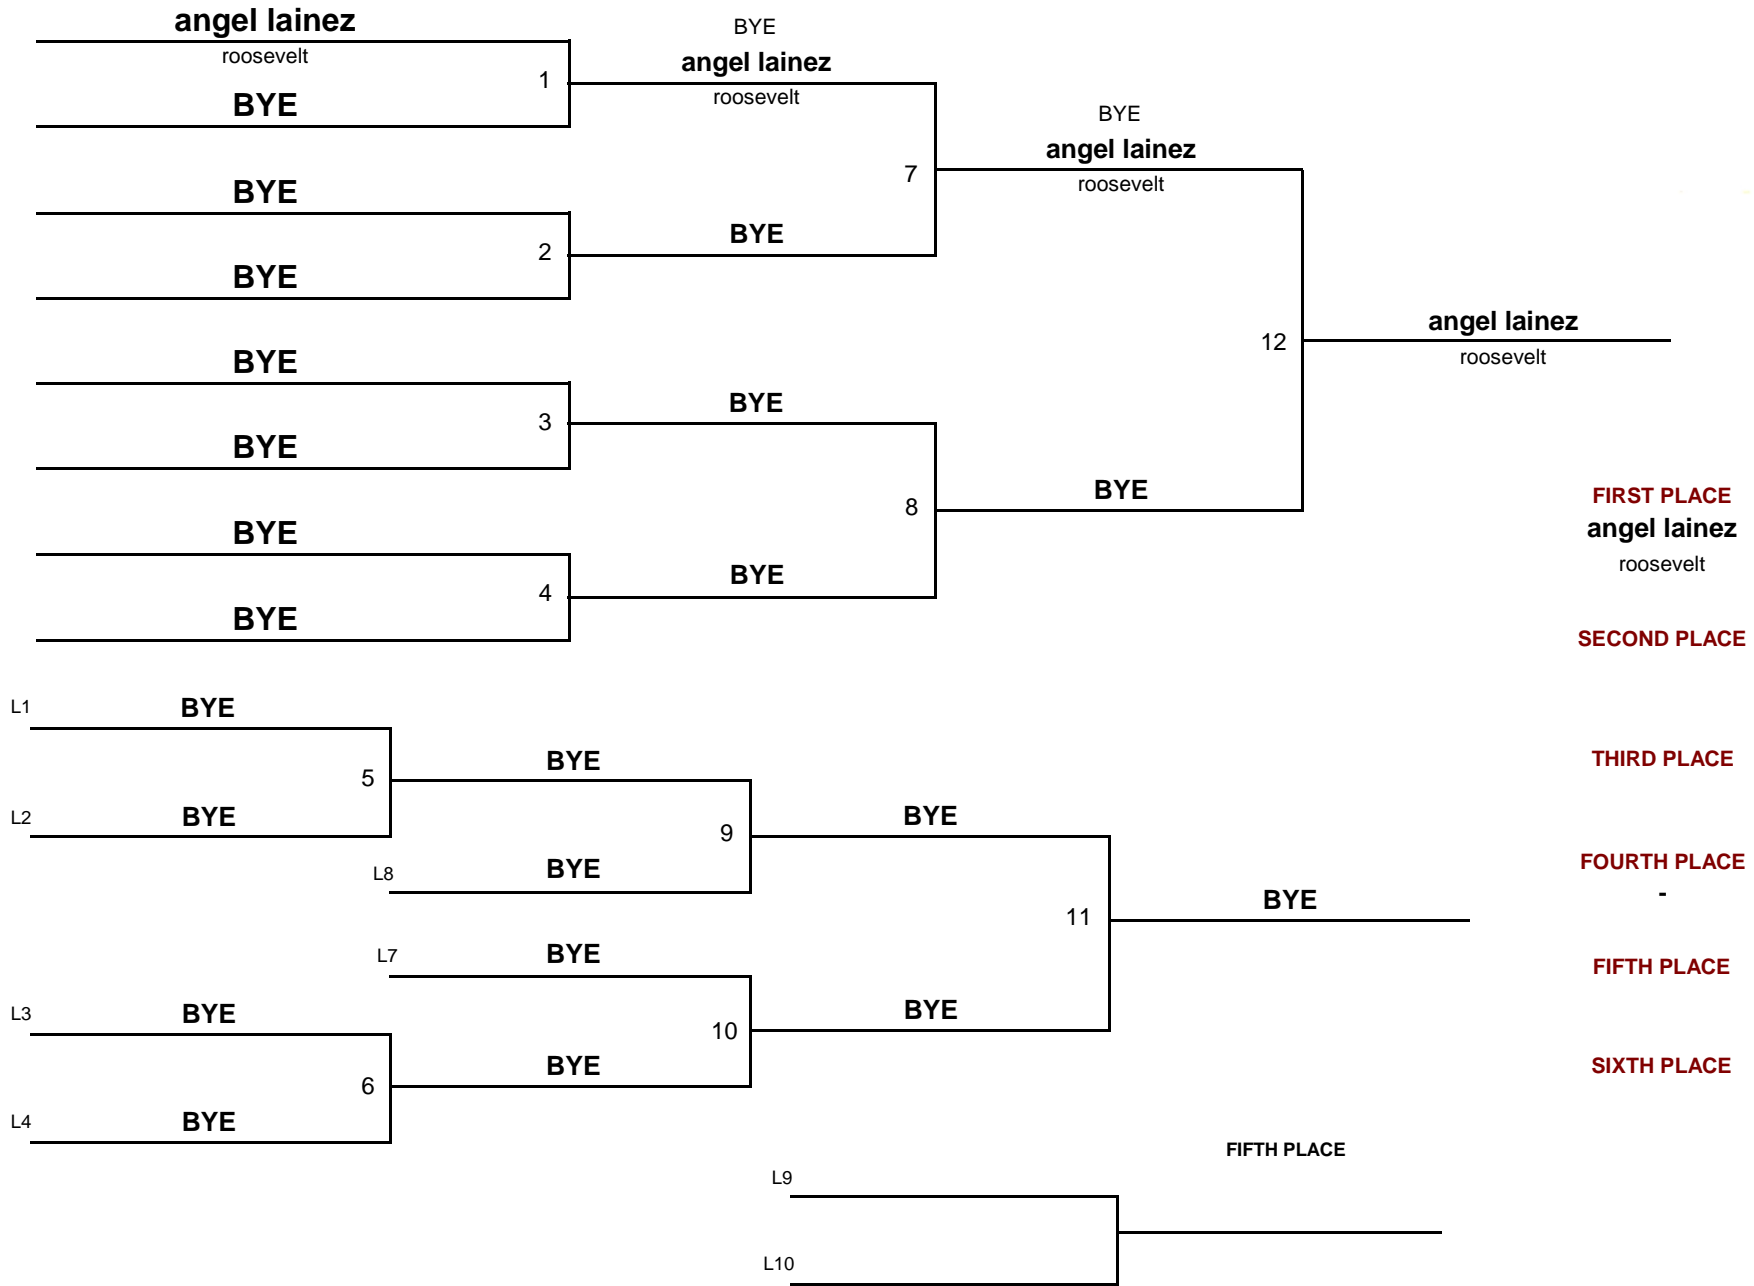 angel lainez
roosevelt
1
BYE
BYE
angel lainez
roosevelt
BYE
2
BYE
BYE
7
BYE
angel lainez
roosevelt
BYE
3
BYE
BYE
BYE
4
BYE
BYE
8
BYE
12
angel lainez
roosevelt
FIRST PLACE
angel lainez
roosevelt
SECOND PLACE
THIRD PLACE
FOURTH PLACE
-
FIFTH PLACE
SIXTH PLACE
L1 BYE
5
L2 BYE
BYE
9
L8 BYE
BYE
L7 BYE
10
L3 BYE
6
L4 BYE
BYE
BYE
11
BYE
FIFTH PLACE
L9
L10